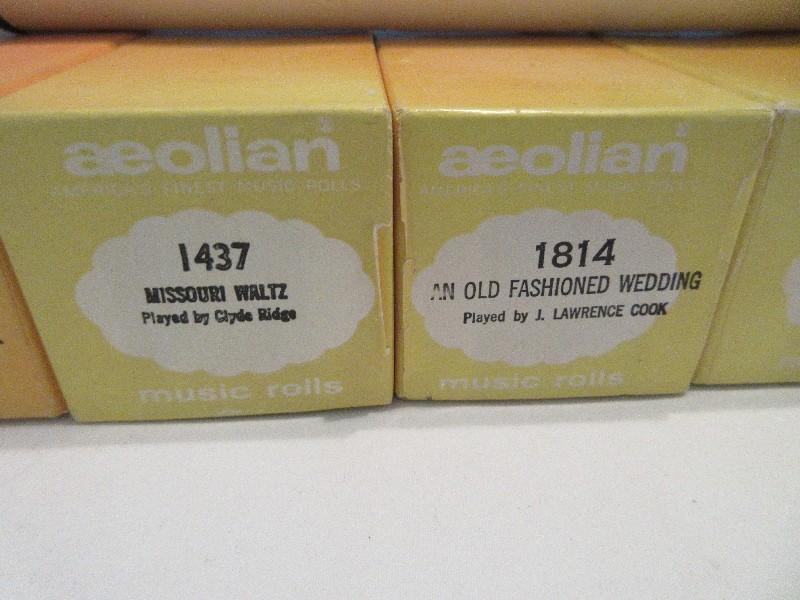 aeolian®
AMERICA'S FINEST MUSIC ROLLS
1437
MISSOURI WALTZ
Played by Clyde Ridge
music rolls
aeolian®
AMERICA'S FINEST MUSIC ROLLS
1814
AN OLD FASHIONED WEDDING
Played by J. LAWRENCE COOK
music rolls